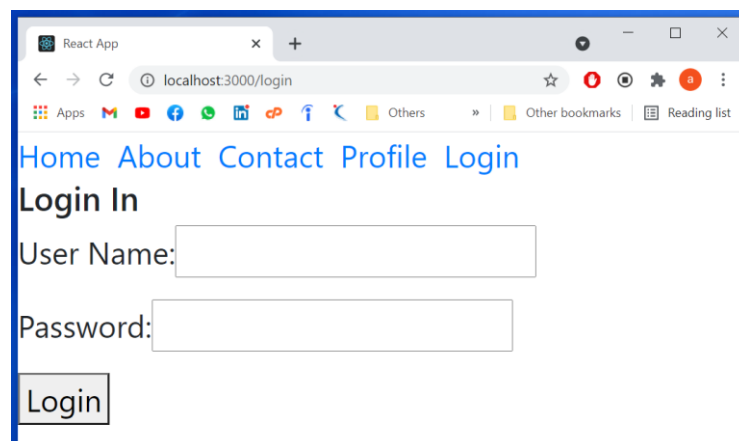 React App
localhost:3000/login
a
Apps cP Others » Other bookmarks Reading list
Home About Contact Profile Login
Login In
User Name:
Password:
Login